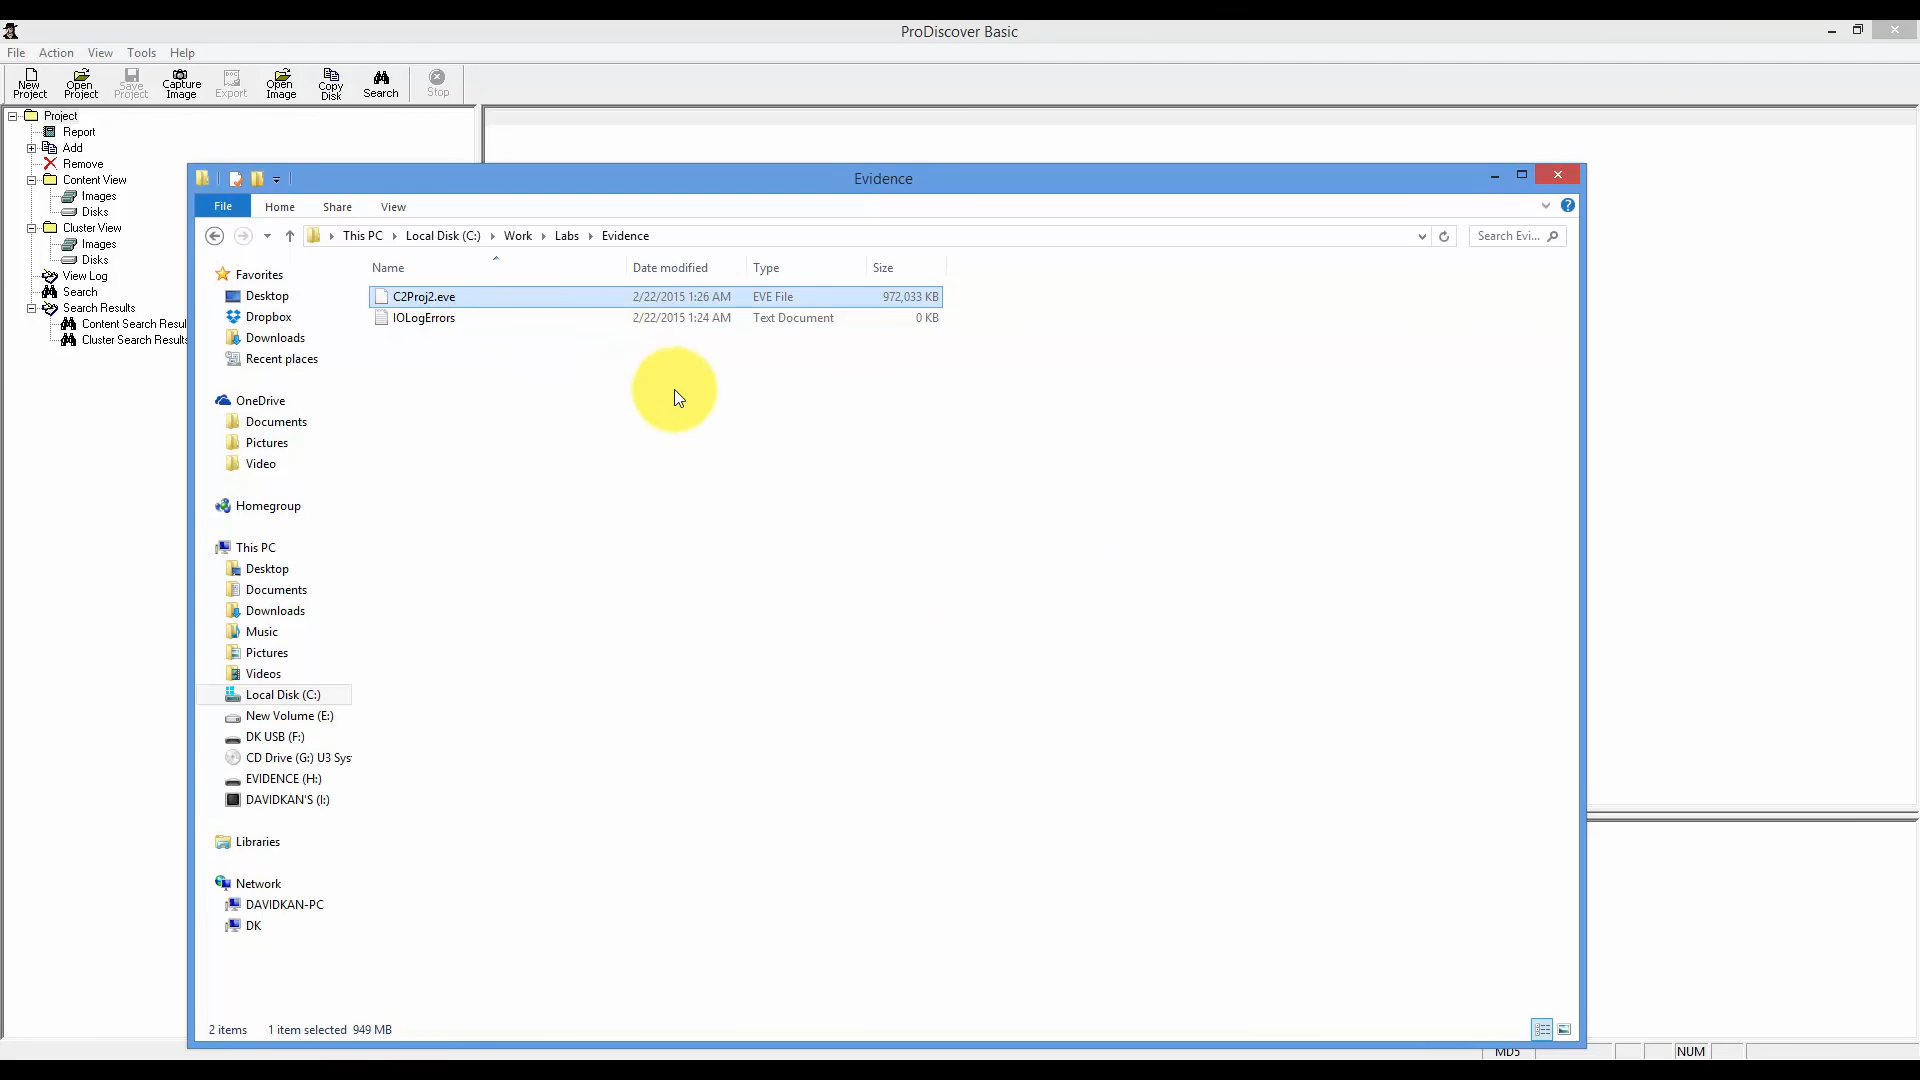 ProDiscover Basic
File Action View Tools Help
New Project
Open Project
Save Project
Capture Image
Export
Open Image
Copy Disk
Search
Stop
Project
Report
Add
Remove
Content View
Images
Disks
Cluster View
Images
Disks
View Log
Search
Search Results
Content Search Resul
Cluster Search Results
Evidence
File Home Share View
This PC Local Disk (C:) Work Labs Evidence
Search Evi...
Name Date modified Type Size
C2Proj2.eve 2/22/2015 1:26 AM EVE File 972,033 KB
IOLogErrors 2/22/2015 1:24 AM Text Document 0 KB
Favorites
Desktop
Dropbox
Downloads
Recent places
OneDrive
Documents
Pictures
Video
Homegroup
This PC
Desktop
Documents
Downloads
Music
Pictures
Videos
Local Disk (C:)
New Volume (E:)
DK USB (F:)
CD Drive (G:) U3 Sys
EVIDENCE (H:)
DAVIDKAN'S (I:)
Libraries
Network
DAVIDKAN-PC
DK
2 items 1 item selected 949 MB
MD5 NUM